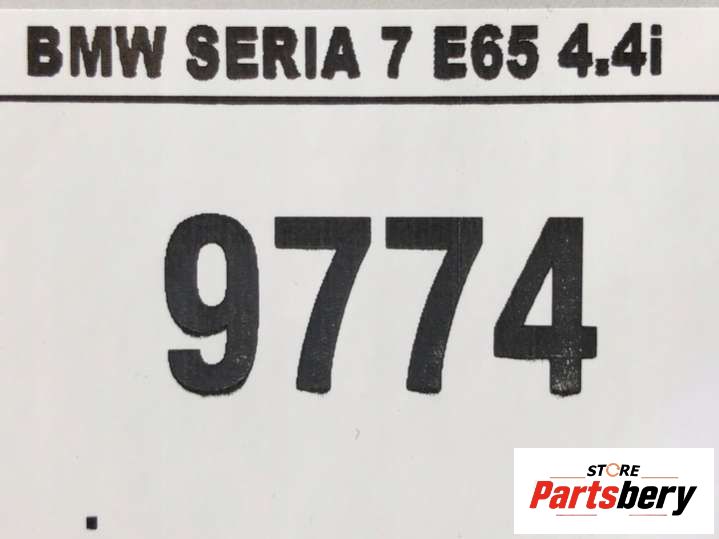 BMW SERIA 7 E65 4.4i
9774
.
STORE
Partsbery